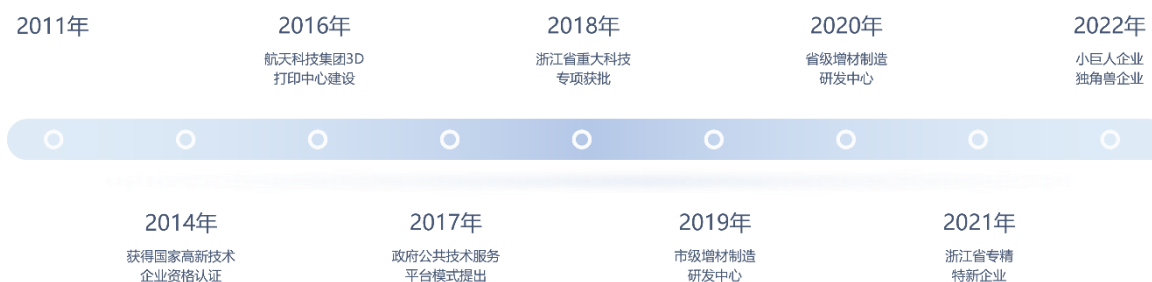 2011年
2016年
航天科技集团3D
打印中心建设
2018年
浙江省重大科技
专项获批
2020年
省级增材制造
研发中心
2022年
小巨人企业
独角兽企业
2014年
获得国家高新技术
企业资格认证
2017年
政府公共技术服务
平台模式提出
2019年
市级增材制造
研发中心
2021年
浙江省专精
特新企业